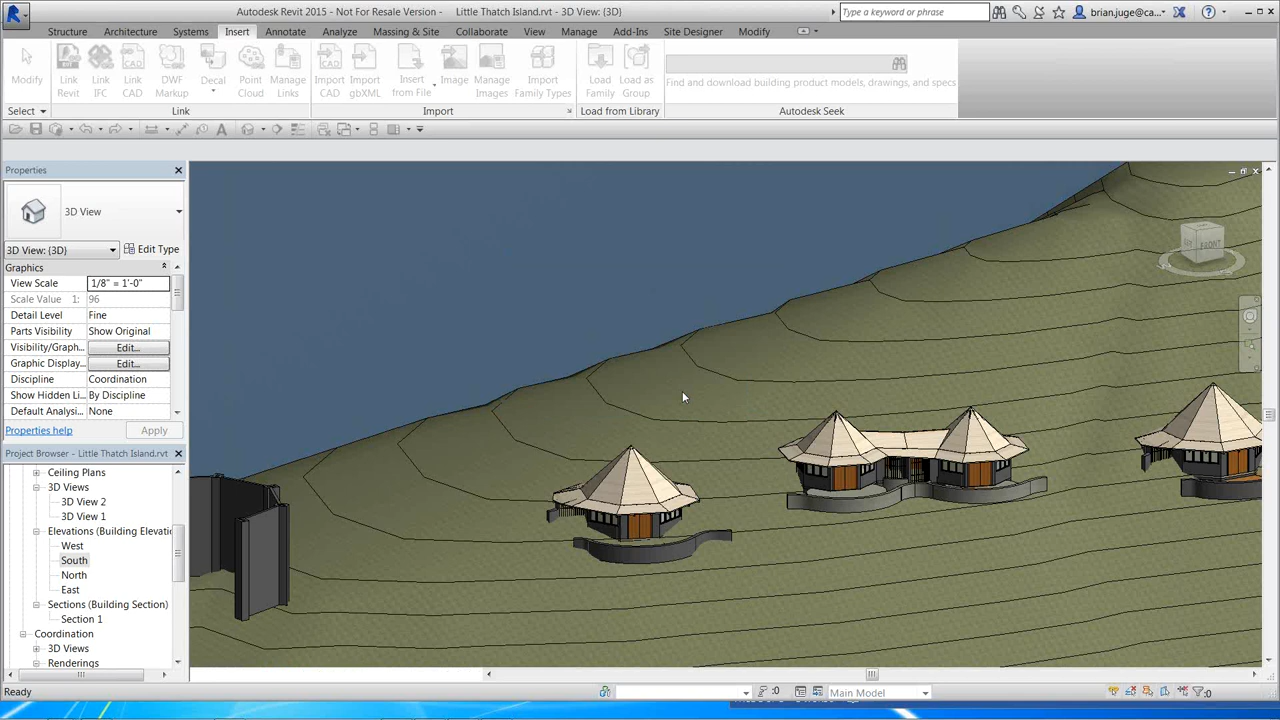 Autodesk Revit 2015 - Not For Resale Version - Little Thatch Island.rvt - 3D View: {3D}
Type a keyword or phrase
brian.juge@ca...
Structure Architecture Systems Insert Annotate Analyze Massing & Site Collaborate View Manage Add-Ins Site Designer Modify
Modify
Link Revit
Link IFC
Link CAD
DWF Markup
Decal
Point Cloud
Manage Links
Import CAD
Import gbXML
Insert from File
Image
Manage Images
Import Family Types
Load Family
Load as Group
Find and download building product models, drawings, and specs
Select Link Import Load from Library Autodesk Seek
Properties
3D View
3D View: {3D} Edit Type
Graphics
View Scale 1/8" = 1'-0"
Scale Value 1: 96
Detail Level Fine
Parts Visibility Show Original
Visibility/Graph... Edit...
Graphic Display... Edit...
Discipline Coordination
Show Hidden Li... By Discipline
Default Analysi... None
Properties help Apply
Project Browser - Little Thatch Island.rvt
Ceiling Plans
3D Views
3D View 2
3D View 1
Elevations (Building Elevatio
West
South
North
East
Sections (Building Section)
Section 1
Coordination
3D Views
Renderings
FRONT
Ready
:0
Main Model
:0